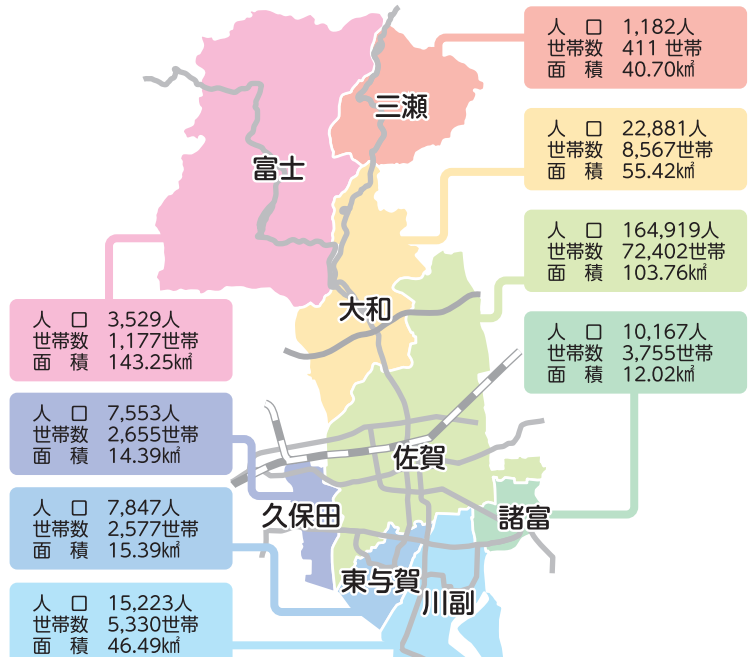 人　口　1,182人
世帯数　411 世帯
面　積　40.70㎢
三瀬
人　口　22,881人
世帯数　8,567世帯
面　積　55.42㎢
富士
人　口　164,919人
世帯数　72,402世帯
面　積　103.76㎢
大和
人　口　3,529人
世帯数　1,177世帯
面　積　143.25㎢
人　口　10,167人
世帯数　3,755世帯
面　積　12.02㎢
人　口　7,553人
世帯数　2,655世帯
面　積　14.39㎢
佐賀
久保田
諸富
人　口　7,847人
世帯数　2,577世帯
面　積　15.39㎢
東与賀
川副
人　口　15,223人
世帯数　5,330世帯
面　積　46.49㎢